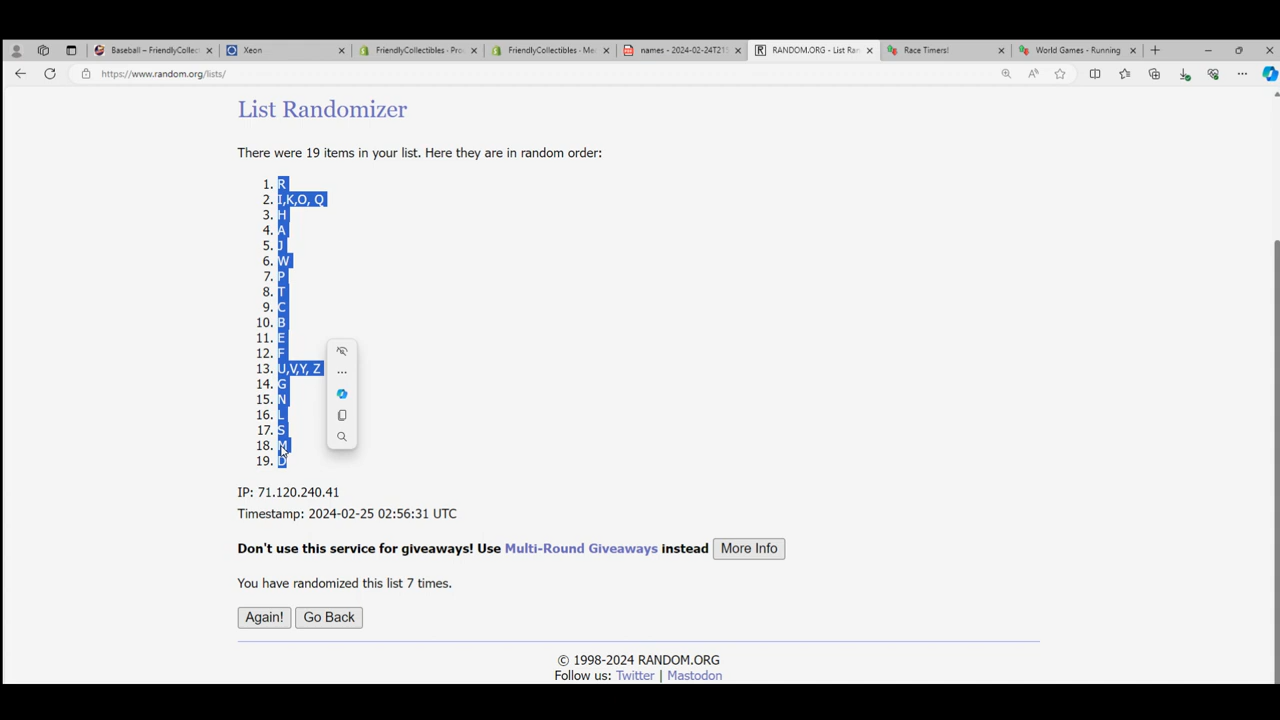 Baseball – FriendlyCollect
Xeon
FriendlyCollectibles · Pro
FriendlyCollectibles · Me
names - 2024-02-24T215
RANDOM.ORG - List Ran
Race Timers!
World Games - Running
https://www.random.org/lists/
List Randomizer
There were 19 items in your list. Here they are in random order:
1. R
2. I,K,O, Q
3. H
4. A
5. J
6. W
7. P
8. T
9. C
10. B
11. E
12. F
13. U,V,Y, Z
14. G
15. N
16. L
17. S
18. M
19. D
IP: 71.120.240.41
Timestamp: 2024-02-25 02:56:31 UTC
Don't use this service for giveaways! Use Multi-Round Giveaways instead More Info
You have randomized this list 7 times.
Again! Go Back
© 1998-2024 RANDOM.ORG
Follow us: Twitter | Mastodon